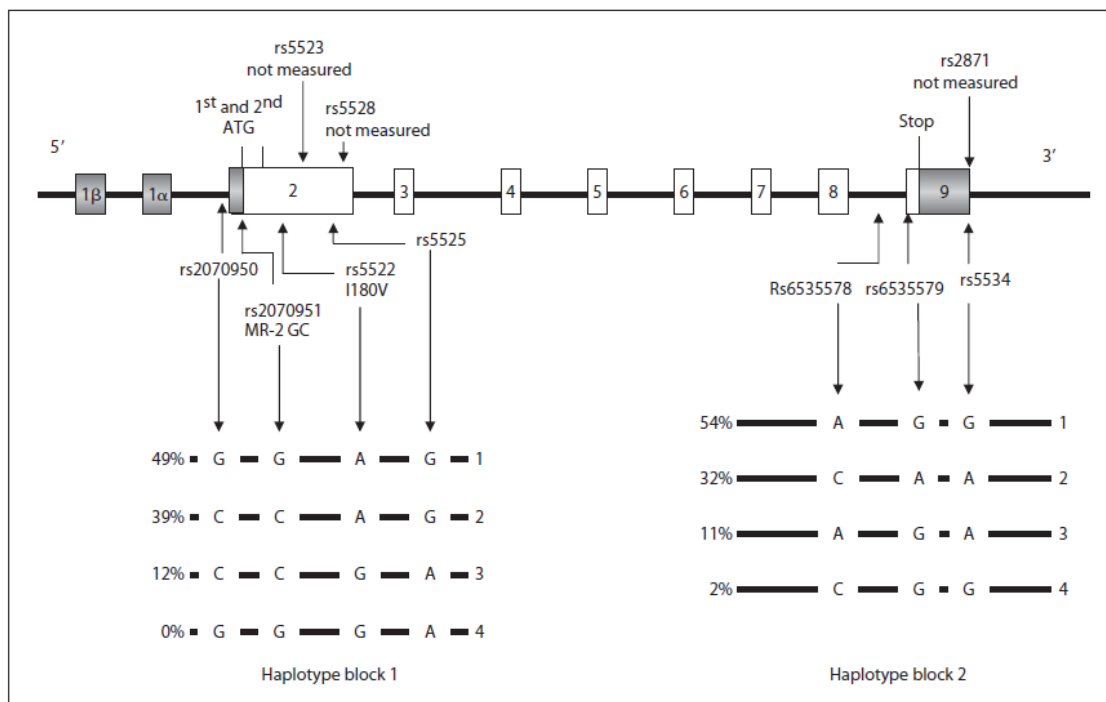 rs5523
not measured
rs2871
not measured
1st and 2nd
ATG
rs5528
not measured
Stop
5′
3′
1β
1α
2
3
4
5
6
7
8
9
rs2070950
rs5522
I180V
rs5525
rs2070951
MR-2 GC
Rs6535578
rs6535579
rs5534
49% G G A G 1
39% C C A G 2
12% C C G A 3
0% G G G A 4
Haplotype block 1
54% A G G 1
32% C A A 2
11% A G A 3
2% C G G 4
Haplotype block 2